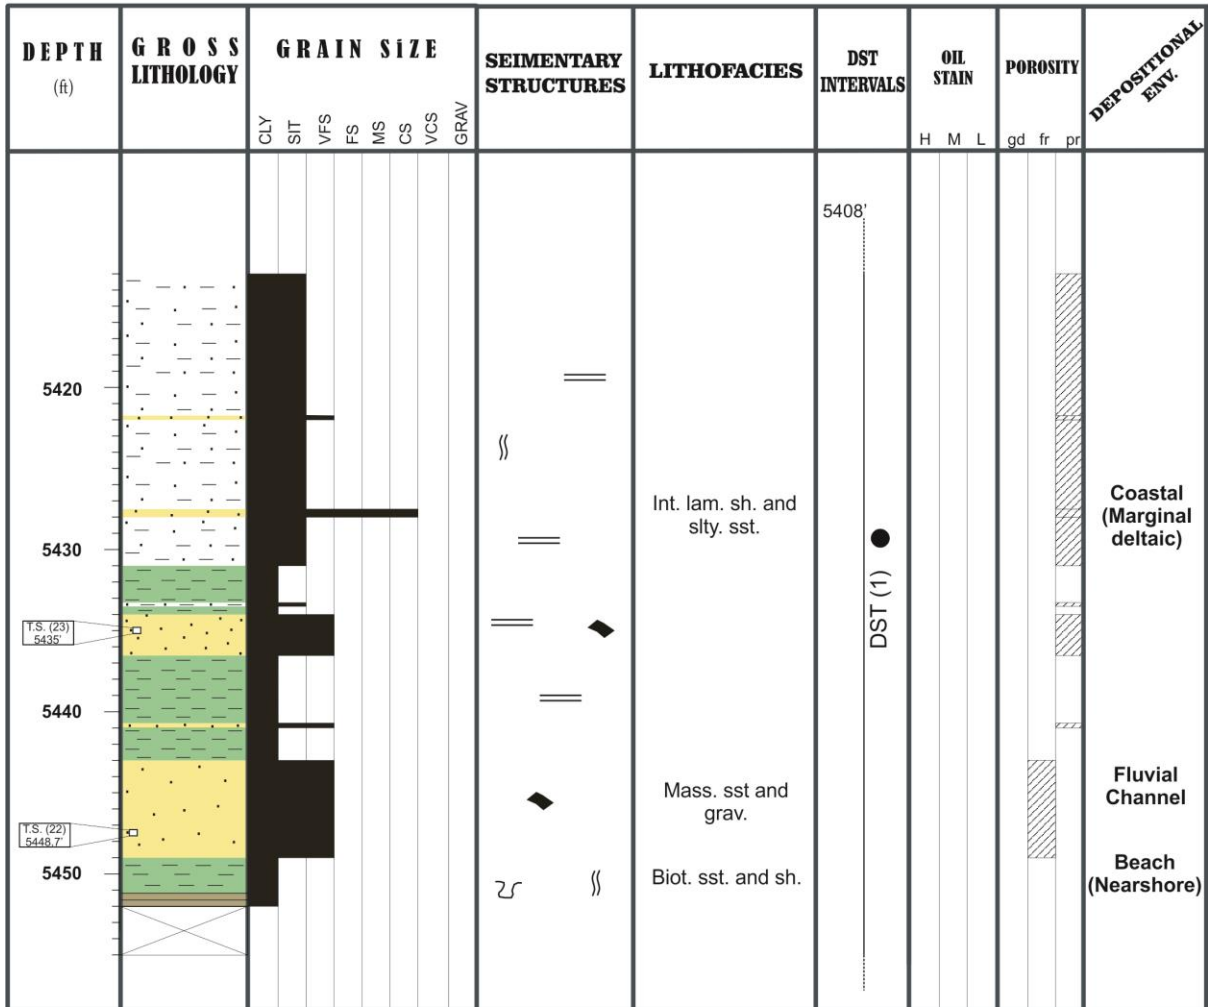 DEPTH
(ft)
GROSS
LITHOLOGY
GRAIN SiZE
CLY
SIT
VFS
FS
MS
CS
VCS
GRAV
SEIMENTARY
STRUCTURES
LITHOFACIES
DST
INTERVALS
OIL
STAIN
H M L
POROSITY
gd fr pr
DEPOSITIONAL
ENV.
5408'
5420
Int. lam. sh. and
slty. sst.
Coastal
(Marginal
deltaic)
5430
DST (1)
T.S. (23)
5435'
5440
Mass. sst and
grav.
Fluvial
Channel
T.S. (22)
5448.7'
5450
Biot. sst. and sh.
Beach
(Nearshore)